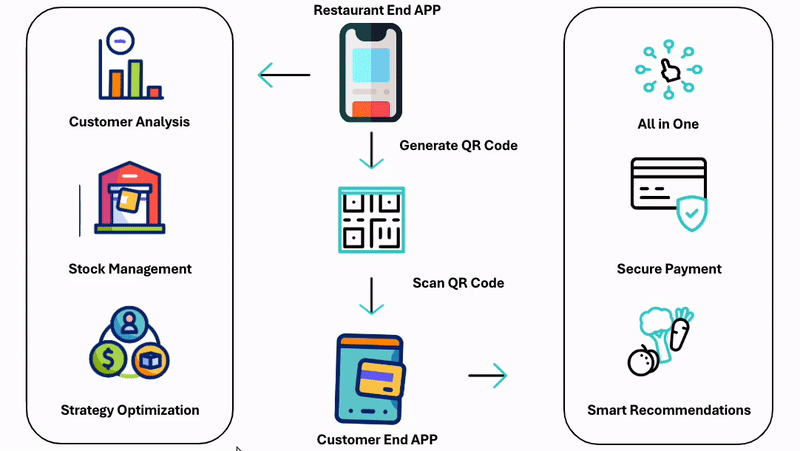 Restaurant End APP
Customer Analysis
Stock Management
Strategy Optimization
Generate QR Code
Scan QR Code
Customer End APP
All in One
Secure Payment
Smart Recommendations